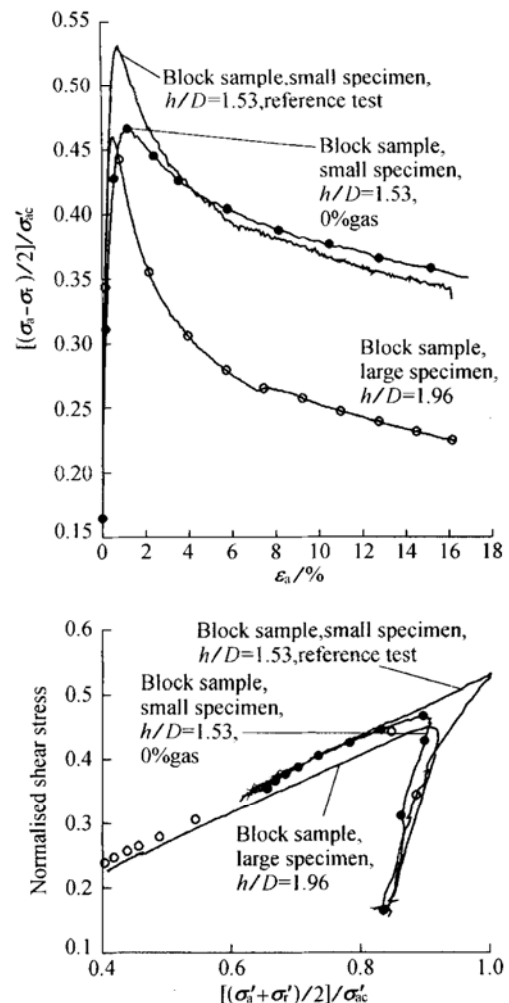 0.55
0.50
0.45
0.40
0.35
0.30
0.25
0.20
0.15
[(σa−σr)/2]/σ′ac
Block sample,small specimen,
h/D=1.53,reference test
Block sample,
small specimen,
h/D=1.53,
0%gas
Block sample,
large specimen,
h/D=1.96
0 2 4 6 8 10 12 14 16 18
εa/%
0.6
0.5
0.4
0.3
0.2
0.1
Normalised shear stress
Block sample,small specimen,
h/D=1.53,reference test
Block sample,
small specimen,
h/D=1.53,
0%gas
Block sample,
large specimen,
h/D=1.96
0.4 0.6 0.8 1.0
[(σ′a+σ′r)/2]/σ′ac